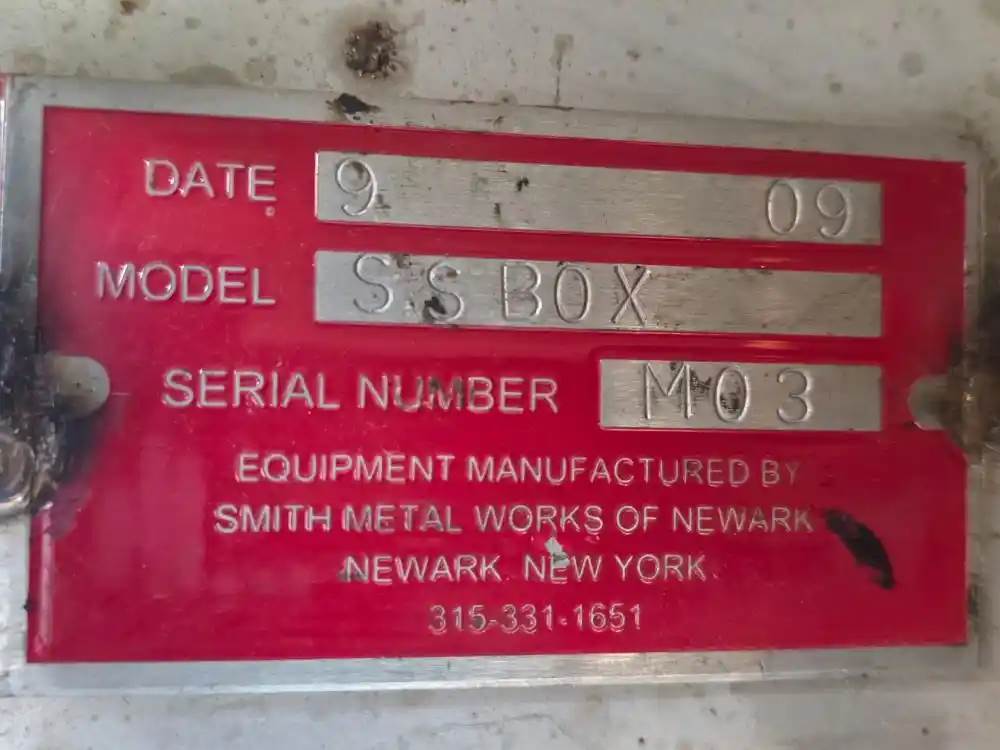 DATE 9 09
MODEL SS BOX
SERIAL NUMBER M03
EQUIPMENT MANUFACTURED BY
SMITH METAL WORKS OF NEWARK
NEWARK NEW YORK
315-331-1651